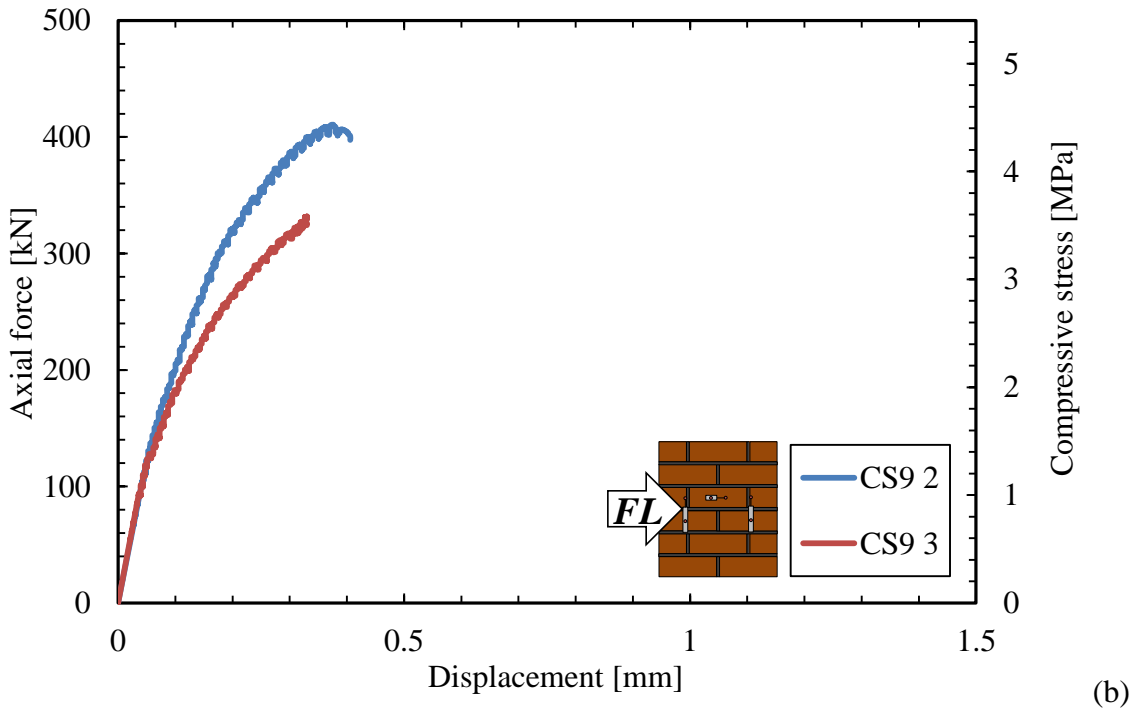 500
400
300
200
100
0
Axial force [kN]
5
4
3
2
1
0
Compressive stress [MPa]
FL
CS9 2
CS9 3
0
0.5
1
1.5
Displacement [mm]
(b)